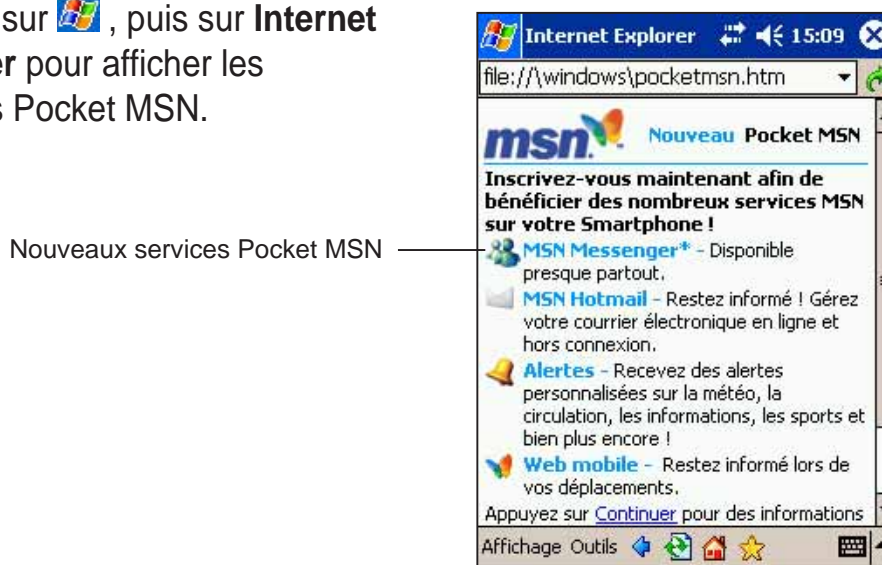 sur , puis sur Internet
er pour afficher les
s Pocket MSN.
Nouveaux services Pocket MSN
Internet Explorer 15:09
file://\windows\pocketmsn.htm
msn Nouveau Pocket MSN
Inscrivez-vous maintenant afin de
bénéficier des nombreux services MSN
sur votre Smartphone !
MSN Messenger* - Disponible
presque partout.
MSN Hotmail - Restez informé ! Gérez
votre courrier électronique en ligne et
hors connexion.
Alertes - Recevez des alertes
personnalisées sur la météo, la
circulation, les informations, les sports et
bien plus encore !
Web mobile - Restez informé lors de
vos déplacements.
Appuyez sur Continuer pour des informations
Affichage Outils